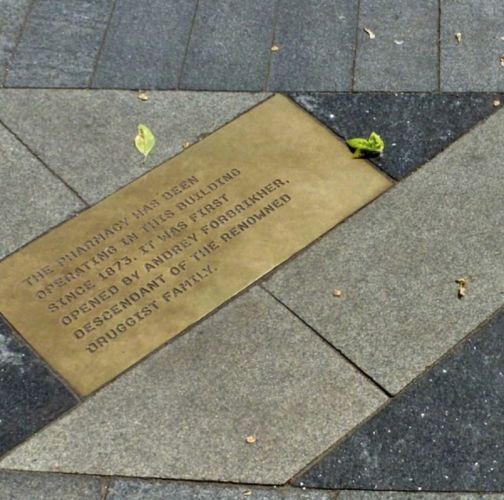 THE PHARMACY HAS BEEN
OPERATING IN THIS BUILDING
SINCE 1873. IT WAS FIRST
OPENED BY ANDREY FORBRIKHER,
DESCENDANT OF THE RENOWNED
DRUGGIST FAMILY.